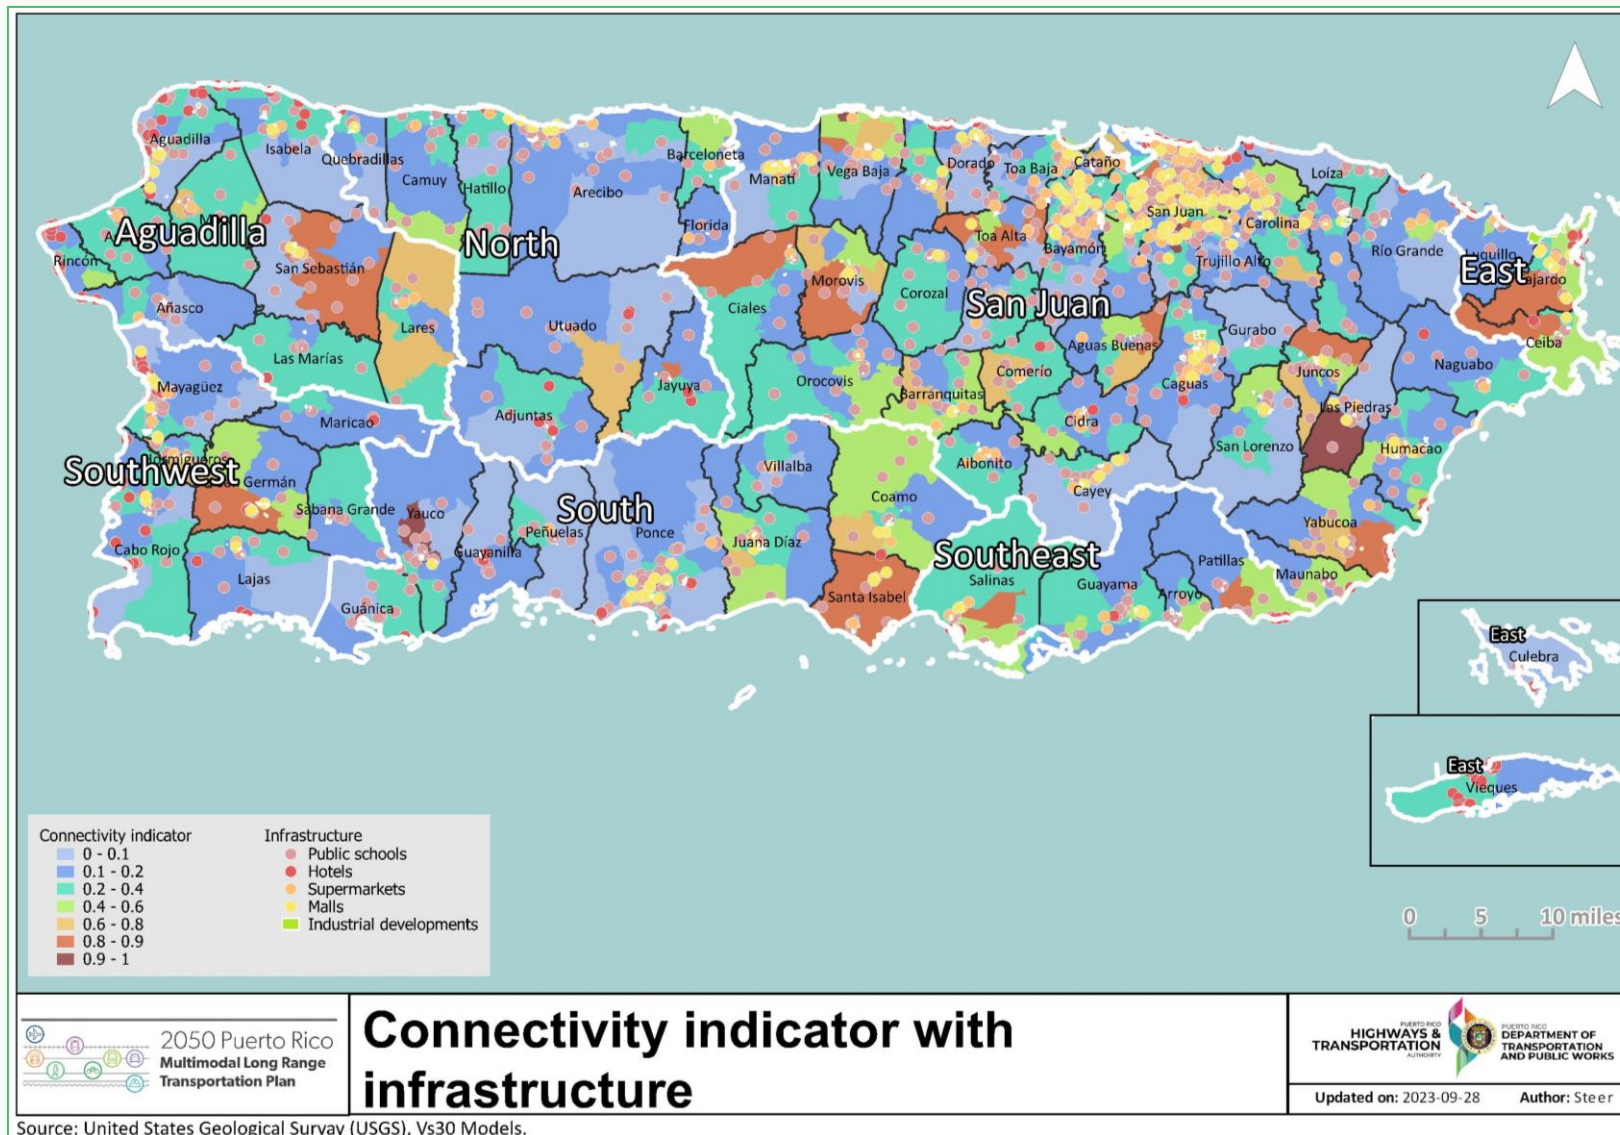 Aguadilla
Isabela
Quebradillas
Camuy
Hatillo
Arecibo
Barceloneta
Florida
Manatí
Vega Baja
Dorado
Toa Baja
Cataño
San Juan
Carolina
Loíza
Toa Alta
Bayamón
Trujillo Alto
Río Grande
Aguadilla
North
East
Rincón
San Sebastián
Añasco
Lares
Las Marías
Utuado
Ciales
Morovis
Corozal
San Juan
Gurabo
Aguas Buenas
Ceiba
Naguabo
Mayagüez
Maricao
Adjuntas
Jayuya
Orocovis
Barranquitas
Comerío
Cidra
Caguas
Juncos
Las Piedras
Humacao
San Lorenzo
Southwest
Sabana Grande
Yauco
South
Villalba
Coamo
Aibonito
Cayey
Yabucoa
Cabo Rojo
Lajas
Guánica
Guayanilla
Peñuelas
Ponce
Juana Díaz
Santa Isabel
Southeast
Salinas
Guayama
Arroyo
Patillas
Maunabo
East
Culebra
East
Vieques
Connectivity indicator
0 - 0.1
0.1 - 0.2
0.2 - 0.4
0.4 - 0.6
0.6 - 0.8
0.8 - 0.9
0.9 - 1
Infrastructure
Public schools
Hotels
Supermarkets
Malls
Industrial developments
0 5 10 miles
2050 Puerto Rico
Multimodal Long Range
Transportation Plan
Connectivity indicator with
infrastructure
PUERTO RICO
HIGHWAYS &
TRANSPORTATION
AUTHORITY
PUERTO RICO
DEPARTMENT OF
TRANSPORTATION
AND PUBLIC WORKS
Updated on: 2023-09-28 Author: Steer
Source: United States Geological Survay (USGS), Vs30 Models.